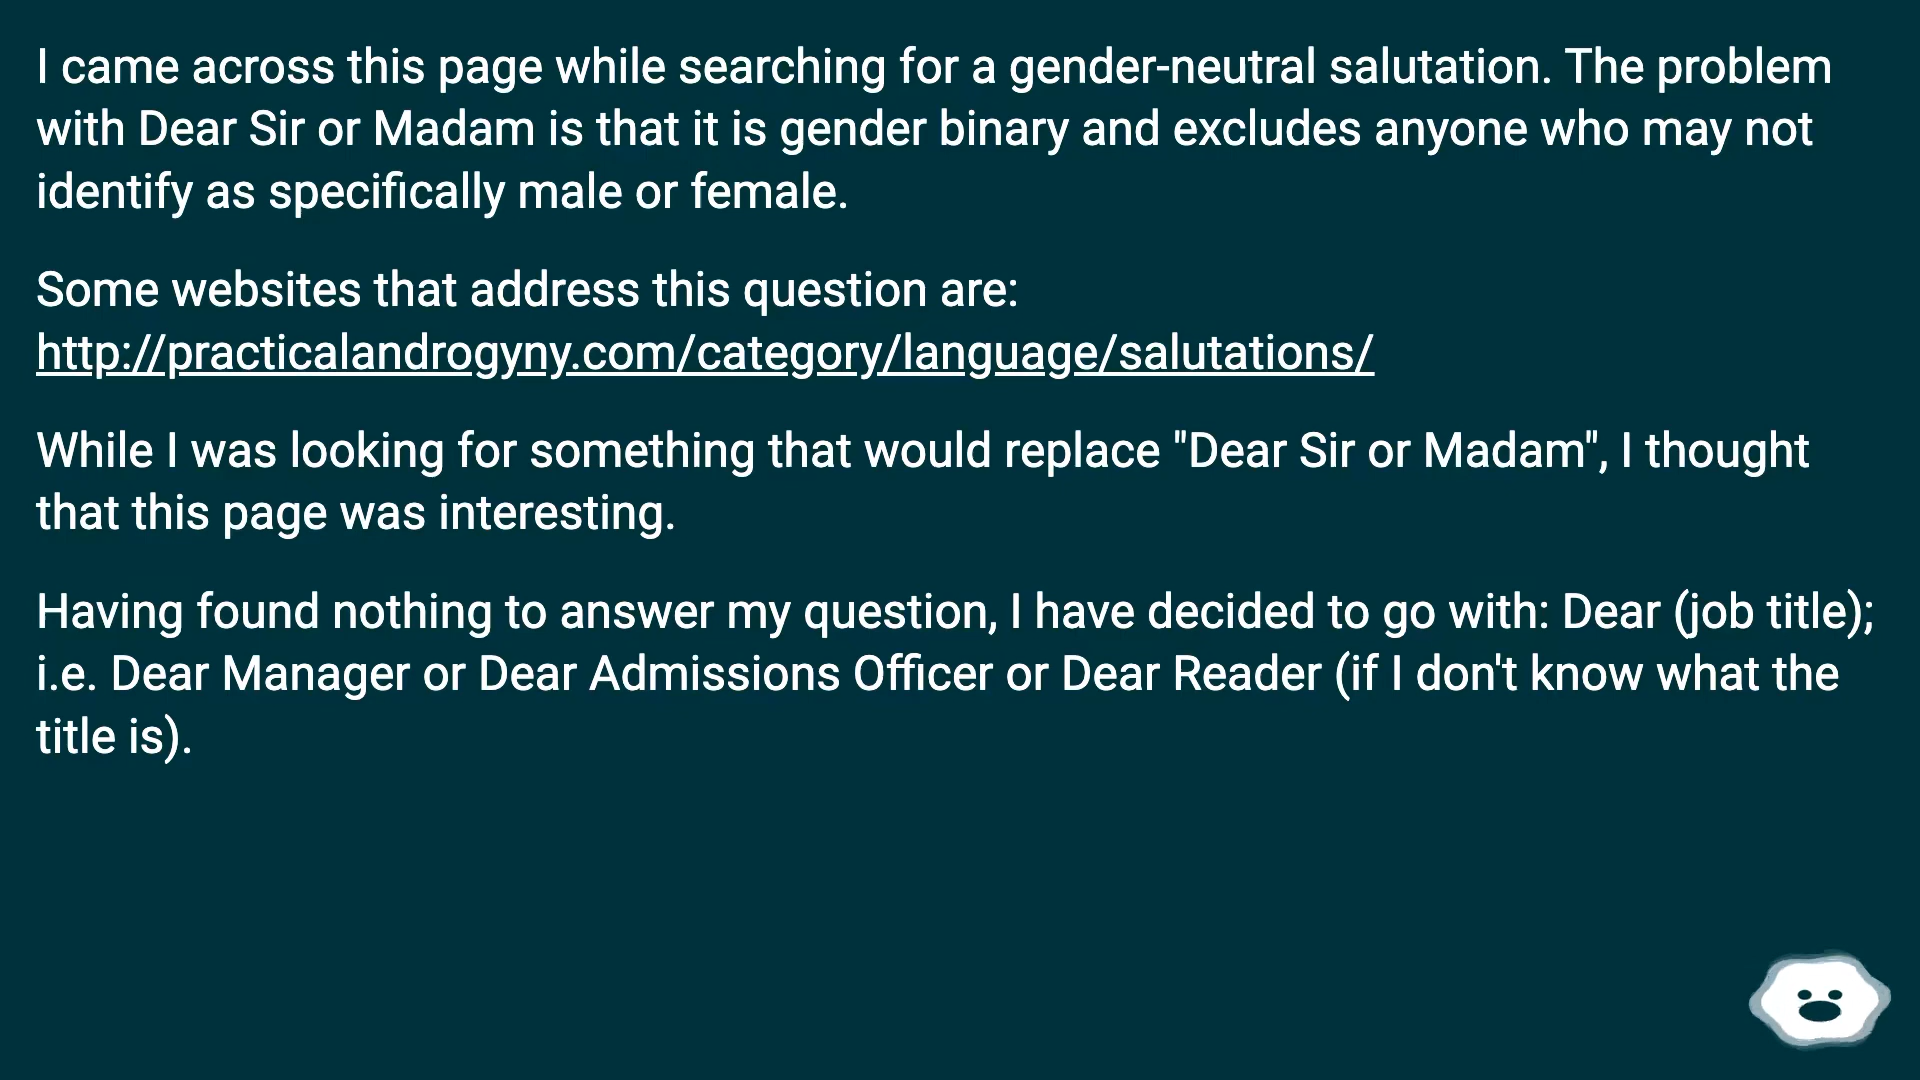 I came across this page while searching for a gender-neutral salutation. The problem
with Dear Sir or Madam is that it is gender binary and excludes anyone who may not
identify as specifically male or female.
Some websites that address this question are:
http://practicalandrogyny.com/category/language/salutations/
While I was looking for something that would replace "Dear Sir or Madam", I thought
that this page was interesting.
Having found nothing to answer my question, I have decided to go with: Dear (job title);
i.e. Dear Manager or Dear Admissions Officer or Dear Reader (if I don't know what the
title is).